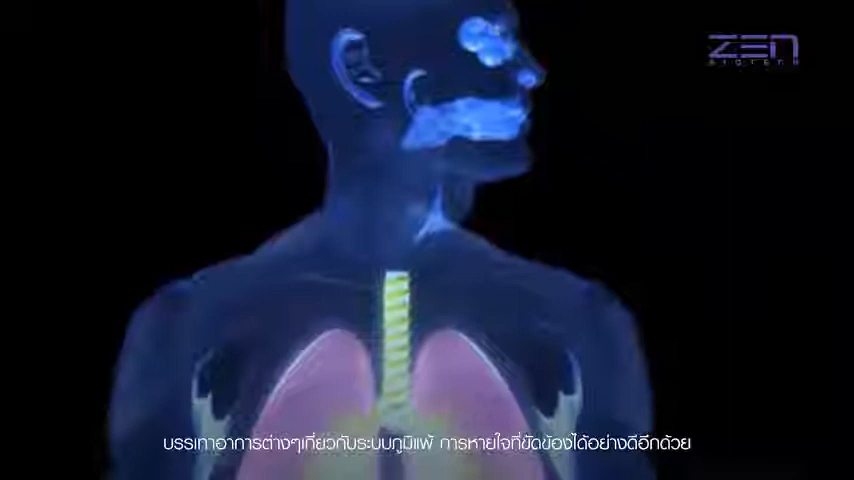 ZEN
BIOTECH
บรรเทาอาการต่างๆเกี่ยวกับระบบภูมิแพ้ การหายใจที่ขัดข้องได้อย่างดีอีกด้วย